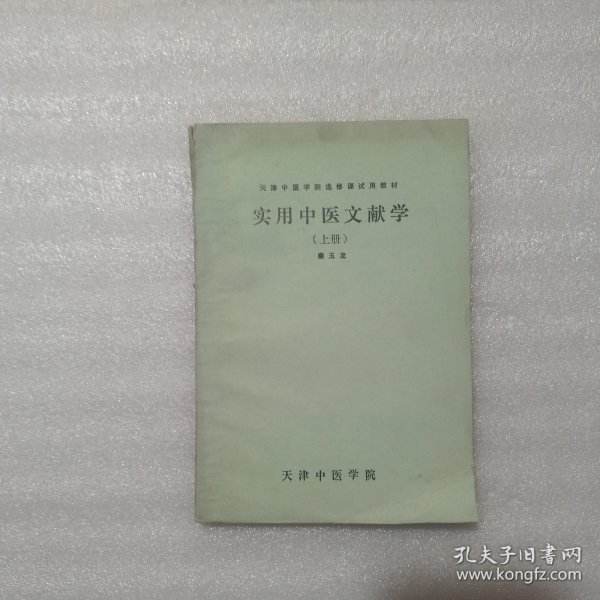 天津中医学院选修课试用教材
实用中医文献学
（上册）
秦玉龙
天津中医学院
孔夫子旧书网
www.kongfz.com